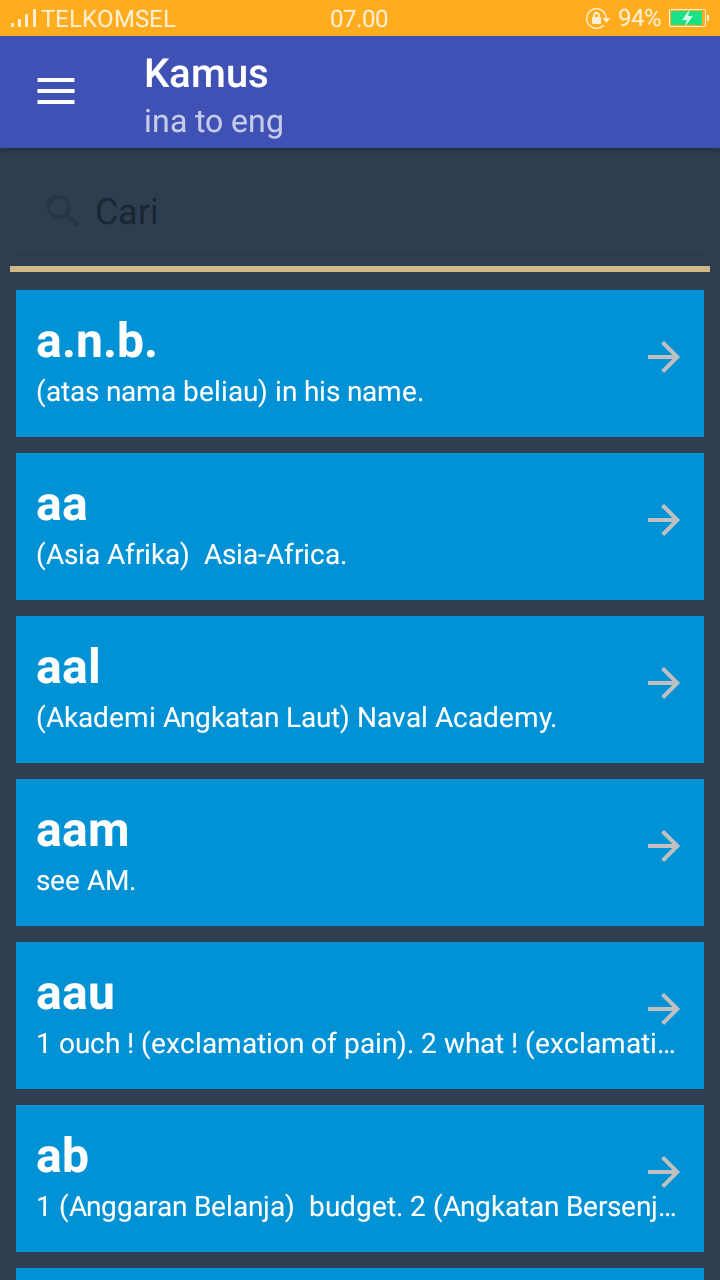 TELKOMSEL 07.00 94%
Kamus
ina to eng
Cari
a.n.b.
(atas nama beliau) in his name.
aa
(Asia Afrika)  Asia-Africa.
aal
(Akademi Angkatan Laut) Naval Academy.
aam
see AM.
aau
1 ouch ! (exclamation of pain). 2 what ! (exclamati…
ab
1 (Anggaran Belanja)  budget. 2 (Angkatan Bersenj…